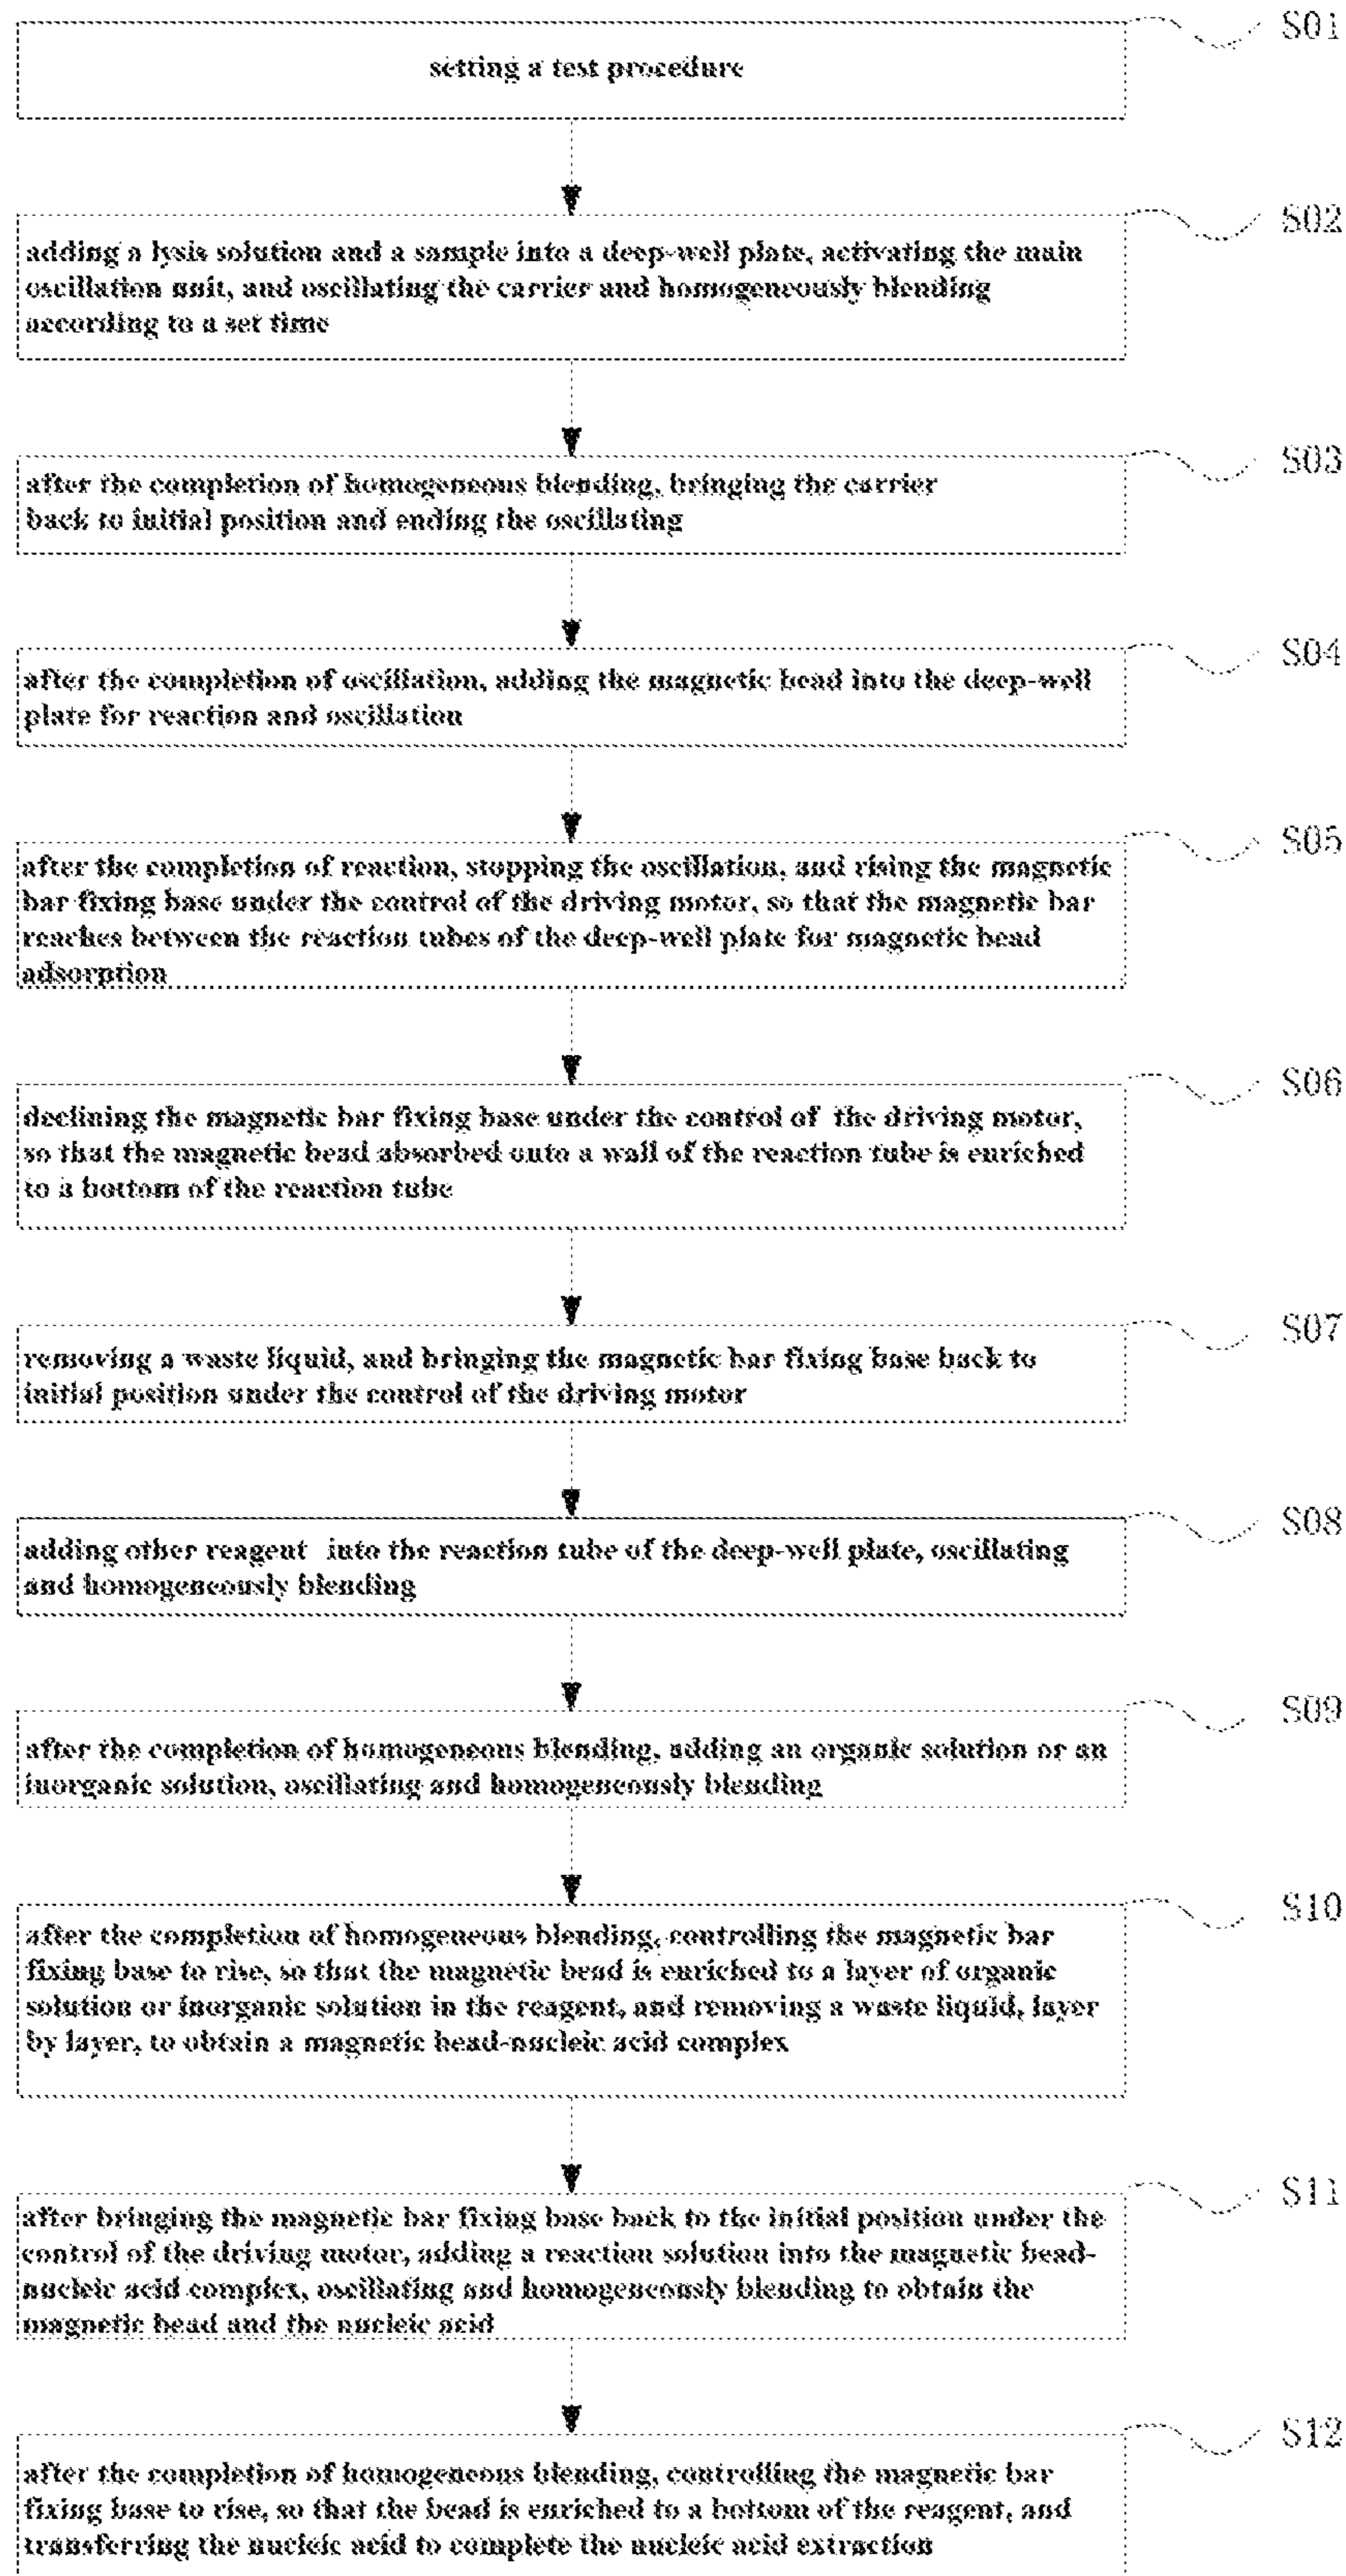 S01
setting a test procedure
S02
adding a lysis solution and a sample into a deep-well plate, activating the main
oscillation unit, and oscillating the carrier and homogeneously blending
according to a set time
S03
after the completion of homogeneous blending, bringing the carrier
back to initial position and ending the oscillating
S04
after the completion of oscillation, adding the magnetic bead into the deep-well
plate for reaction and oscillation
S05
after the completion of reaction, stopping the oscillation, and rising the magnetic
bar fixing base under the control of the driving motor, so that the magnetic bar
reaches between the reaction tubes of the deep-well plate for magnetic bead
adsorption
S06
declining the magnetic bar fixing base under the control of the driving motor,
so that the magnetic bead absorbed onto a wall of the reaction tube is enriched
to a bottom of the reaction tube
S07
removing a waste liquid, and bringing the magnetic bar fixing base back to
initial position under the control of the driving motor
S08
adding other reagent into the reaction tube of the deep-well plate, oscillating
and homogeneously blending
S09
after the completion of homogeneous blending, adding an organic solution or an
inorganic solution, oscillating and homogeneously blending
S10
after the completion of homogeneous blending, controlling the magnetic bar
fixing base to rise, so that the magnetic bead is enriched to a layer of organic
solution or inorganic solution in the reagent, and removing a waste liquid, layer
by layer, to obtain a magnetic bead-nucleic acid complex
S11
after bringing the magnetic bar fixing base back to the initial position under the
control of the driving motor, adding a reaction solution into the magnetic bead-
nucleic acid complex, oscillating and homogeneously blending to obtain the
magnetic bead and the nucleic acid
S12
after the completion of homogeneous blending, controlling the magnetic bar
fixing base to rise, so that the bead is enriched to a bottom of the reagent, and
transferring the nucleic acid to complete the nucleic acid extraction